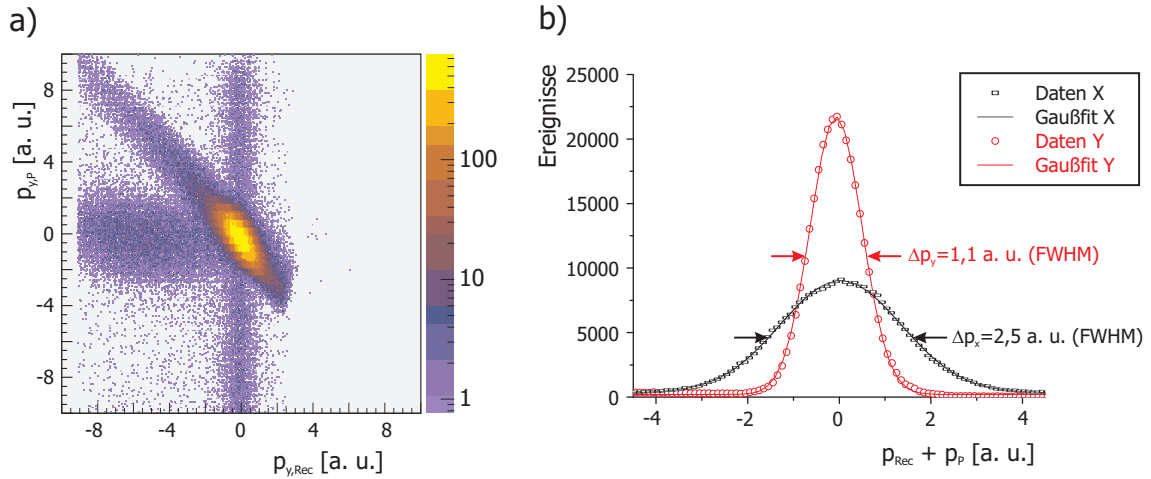 a)
p_y,P [a. u.]
8
4
0
-4
-8
-8
-4
0
4
8
p_y,Rec [a. u.]
100
10
1
b)
Ereignisse
25000
20000
15000
10000
5000
0
-4
-2
0
2
4
p_Rec + p_P [a. u.]
Daten X
Gaußfit X
Daten Y
Gaußfit Y
Δp_y=1,1 a. u. (FWHM)
Δp_x=2,5 a. u. (FWHM)